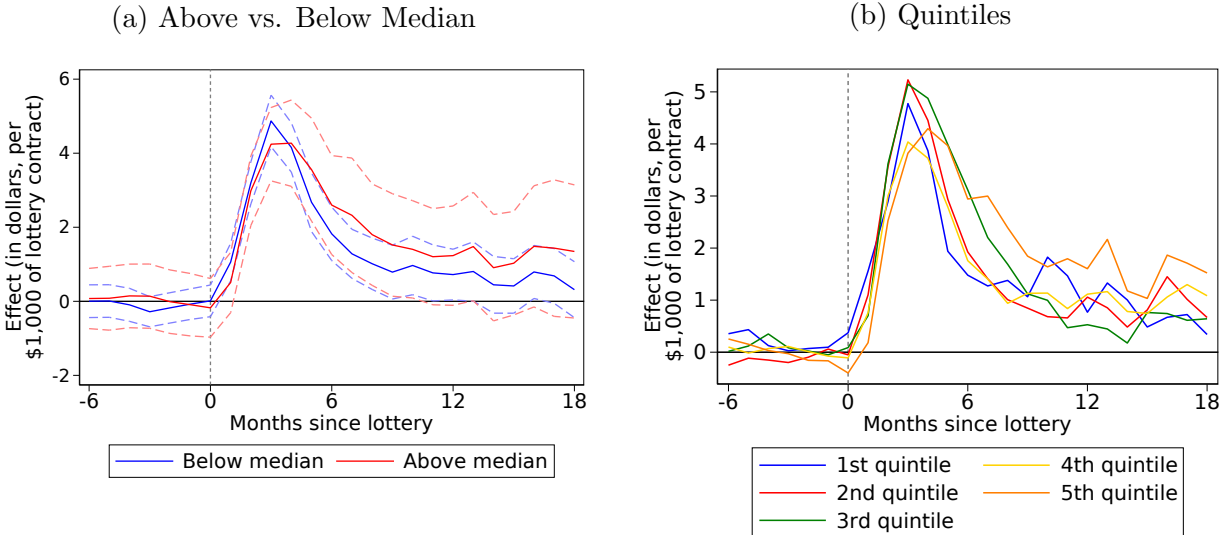 (a) Above vs. Below Median
Effect (in dollars, per
$1,000 of lottery contract)
6
4
2
0
-2
-6
0
6
12
18
Months since lottery
Below median
Above median
(b) Quintiles
Effect (in dollars, per
$1,000 of lottery contract)
5
4
3
2
1
0
-6
0
6
12
18
Months since lottery
1st quintile
4th quintile
2nd quintile
5th quintile
3rd quintile